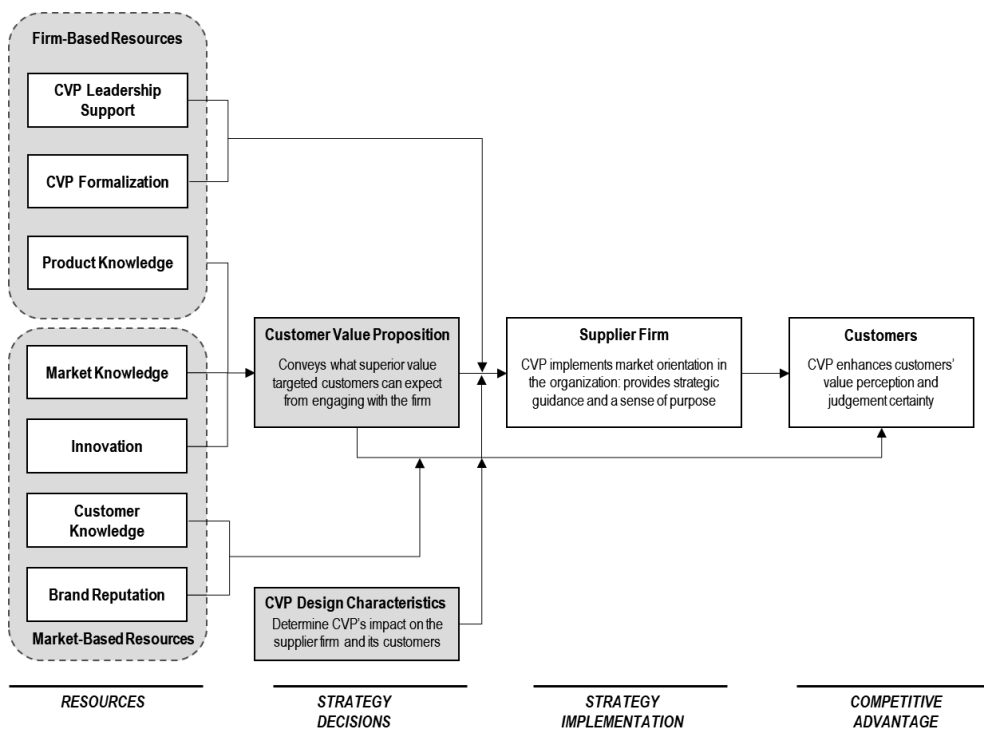 Firm-Based Resources
CVP Leadership
Support
CVP Formalization
Product Knowledge
Market Knowledge
Innovation
Customer
Knowledge
Brand Reputation
Market-Based Resources
Customer Value Proposition
Conveys what superior value
targeted customers can expect
from engaging with the firm
CVP Design Characteristics
Determine CVP's impact on the
supplier firm and its customers
Supplier Firm
CVP implements market orientation in
the organization: provides strategic
guidance and a sense of purpose
Customers
CVP enhances customers'
value perception and
judgement certainty
RESOURCES
STRATEGY
DECISIONS
STRATEGY
IMPLEMENTATION
COMPETITIVE
ADVANTAGE